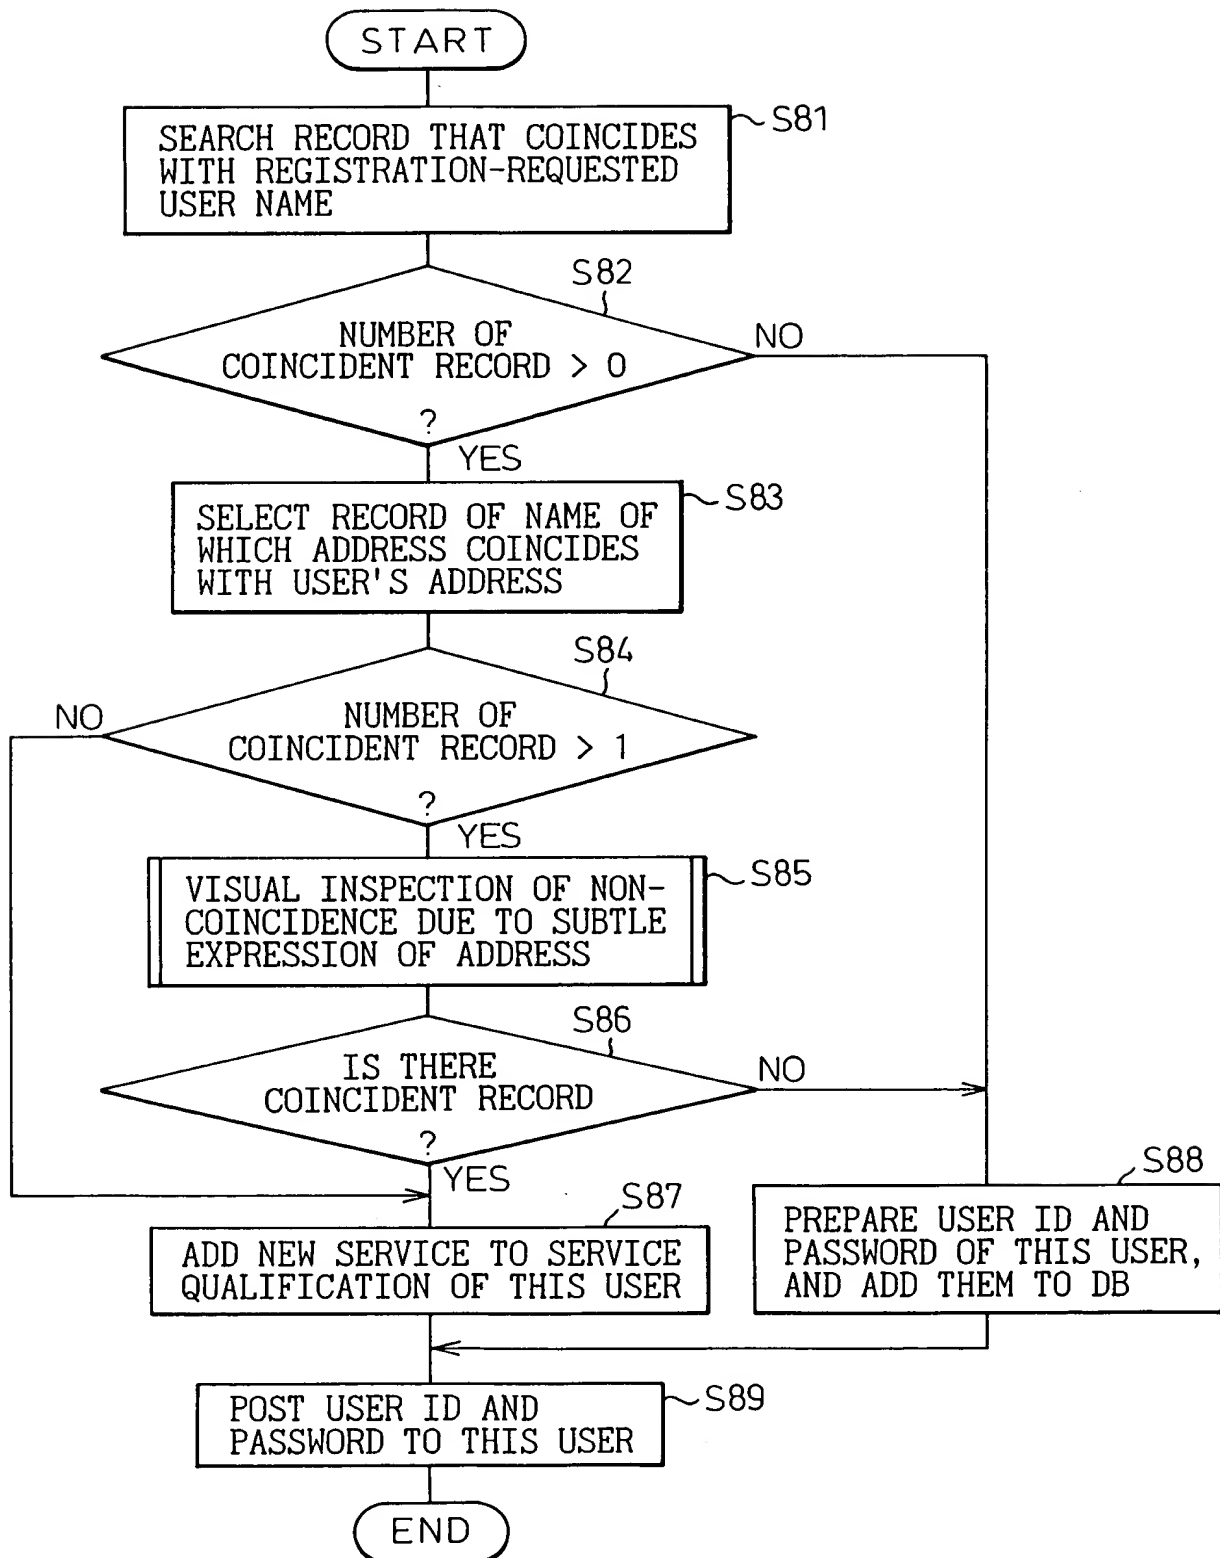 START
S81
SEARCH RECORD THAT COINCIDES
WITH REGISTRATION-REQUESTED
USER NAME
S82
NUMBER OF
COINCIDENT RECORD > 0
?
NO
YES
S83
SELECT RECORD OF NAME OF
WHICH ADDRESS COINCIDES
WITH USER'S ADDRESS
S84
NO
NUMBER OF
COINCIDENT RECORD > 1
?
YES
S85
VISUAL INSPECTION OF NON-
COINCIDENCE DUE TO SUBTLE
EXPRESSION OF ADDRESS
S86
IS THERE
COINCIDENT RECORD
?
NO
YES
S87
ADD NEW SERVICE TO SERVICE
QUALIFICATION OF THIS USER
S88
PREPARE USER ID AND
PASSWORD OF THIS USER,
AND ADD THEM TO DB
S89
POST USER ID AND
PASSWORD TO THIS USER
END